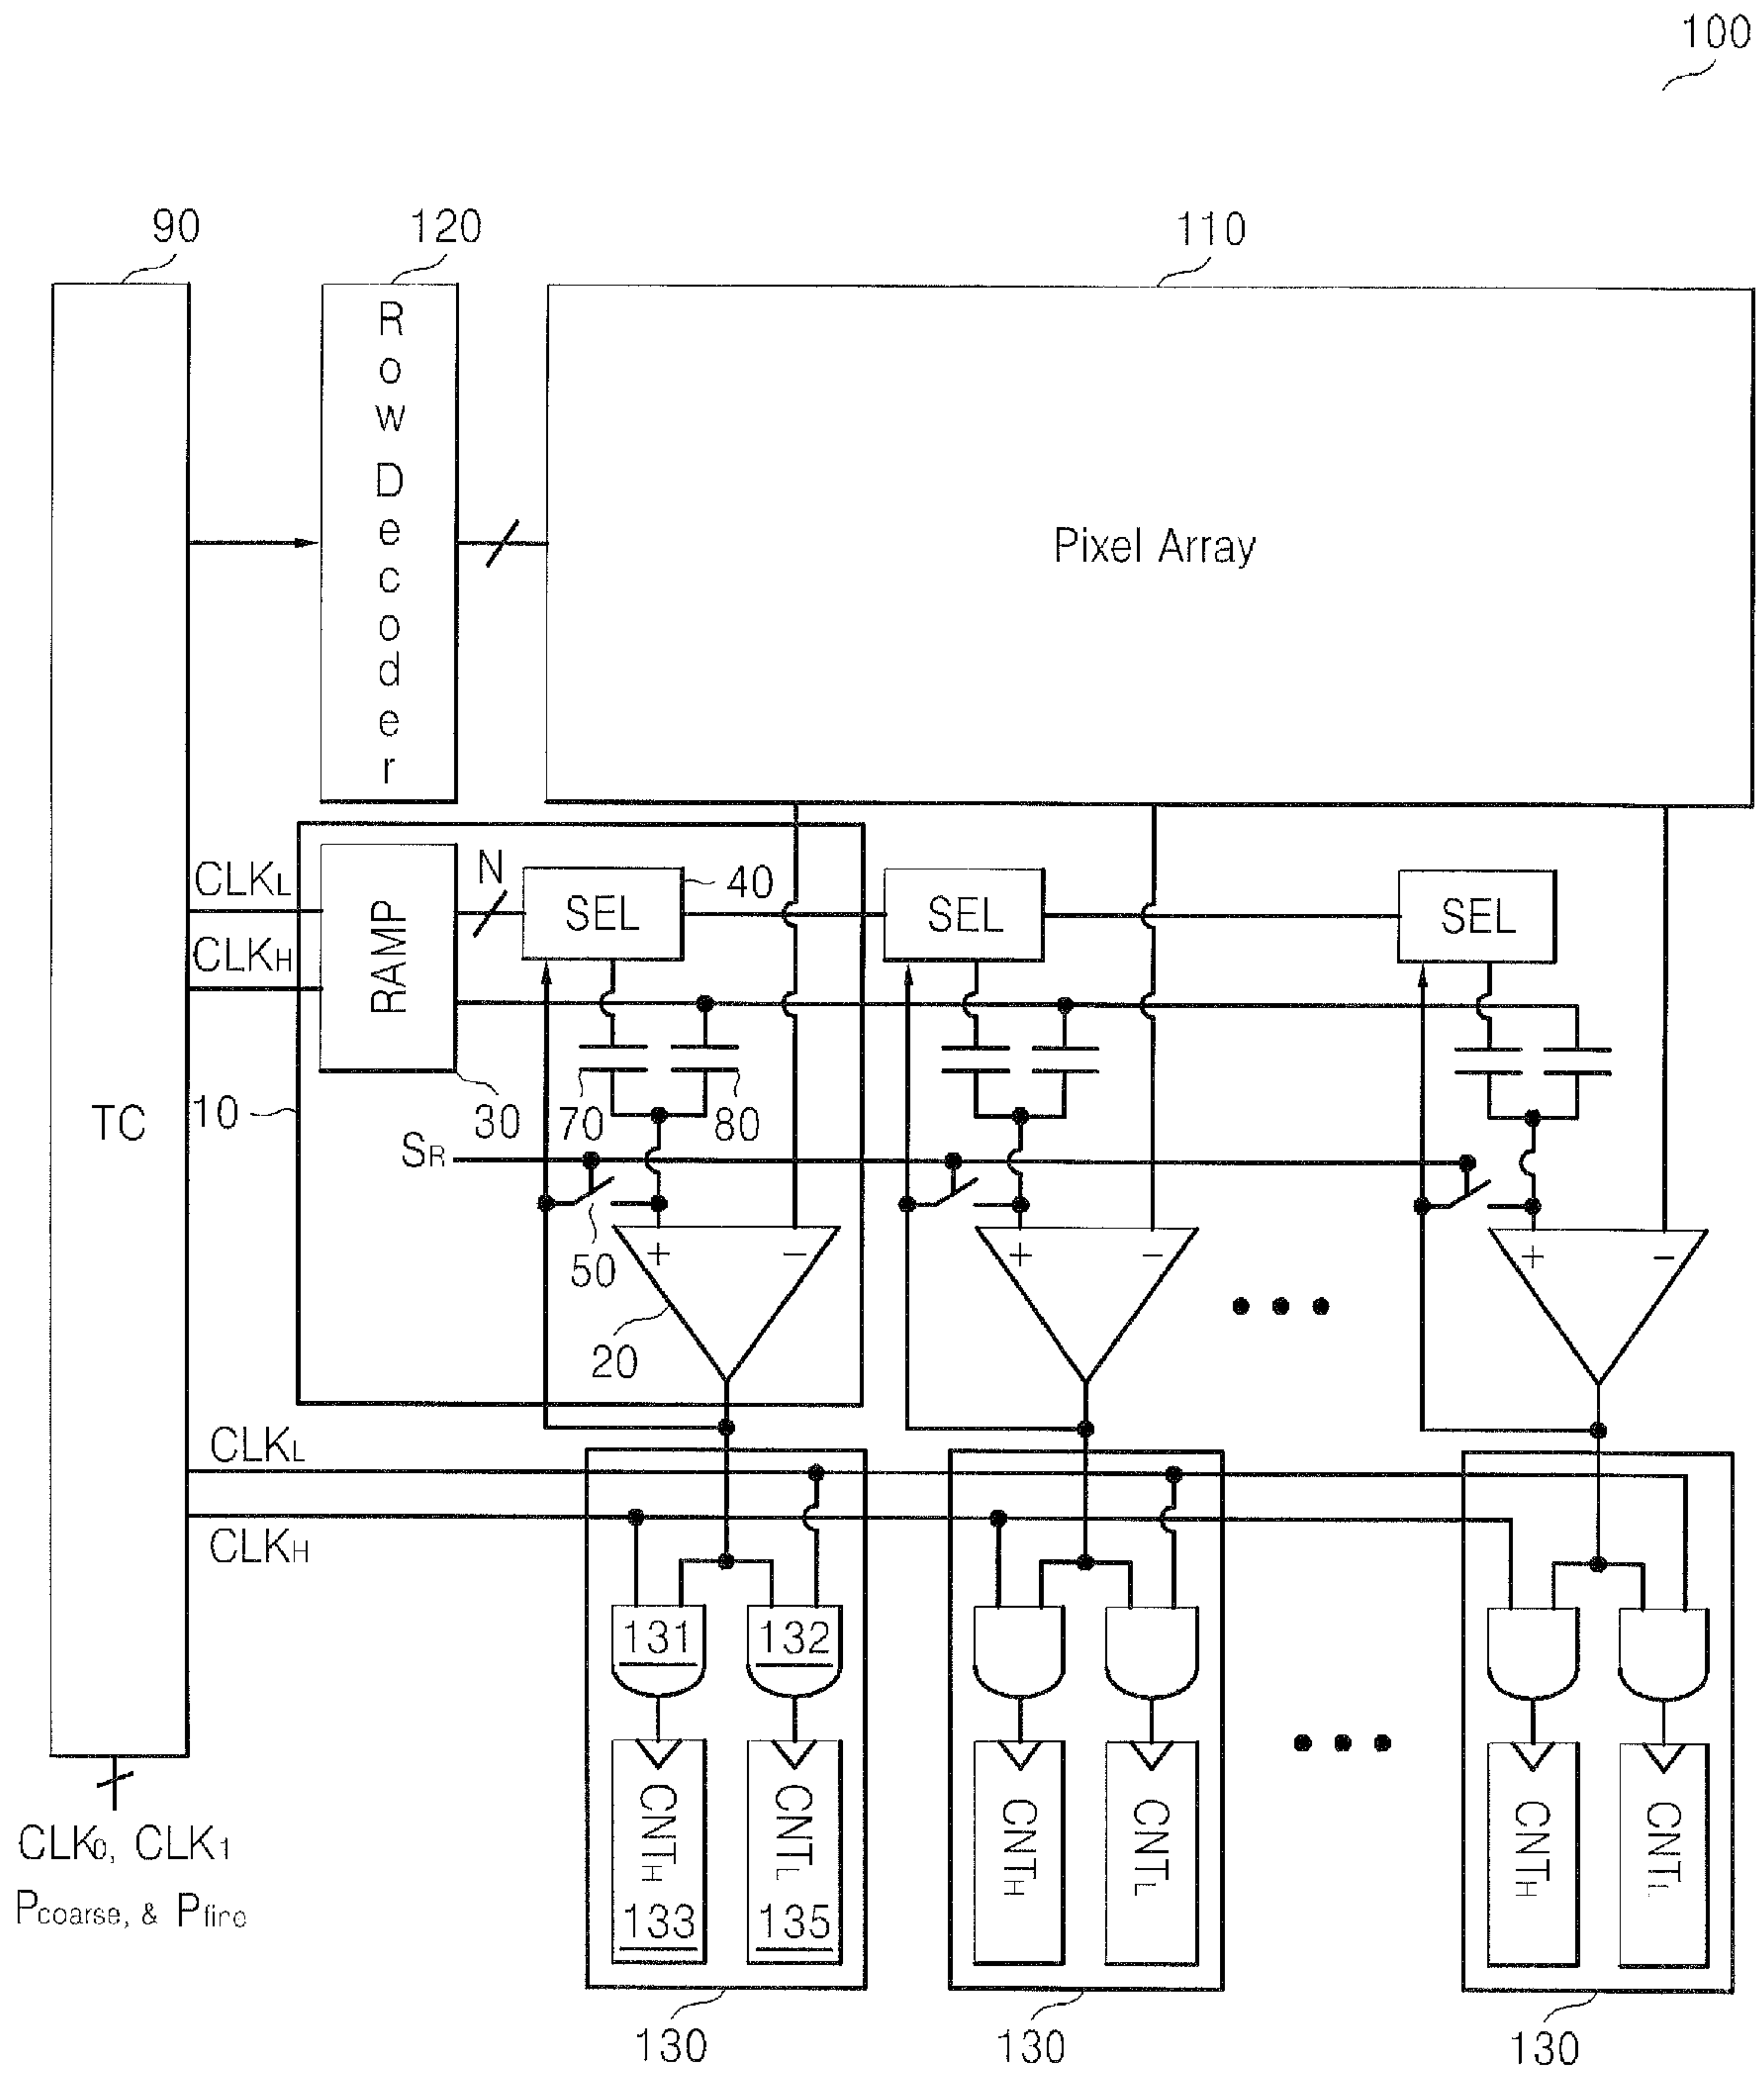 100
90
120
110
Row Decoder
Pixel Array
CLKL
N
SEL
40
SEL
SEL
CLKH
RAMP
TC
10
30
70
80
SR
50
+ −
+ −
+ −
20
CLKL
CLKH
131
132
CNTH
CNTL
CNTH
CNTL
CNTH
CNTL
133
135
CLK0, CLK1
Pcoarse, & Pfine
130
130
130